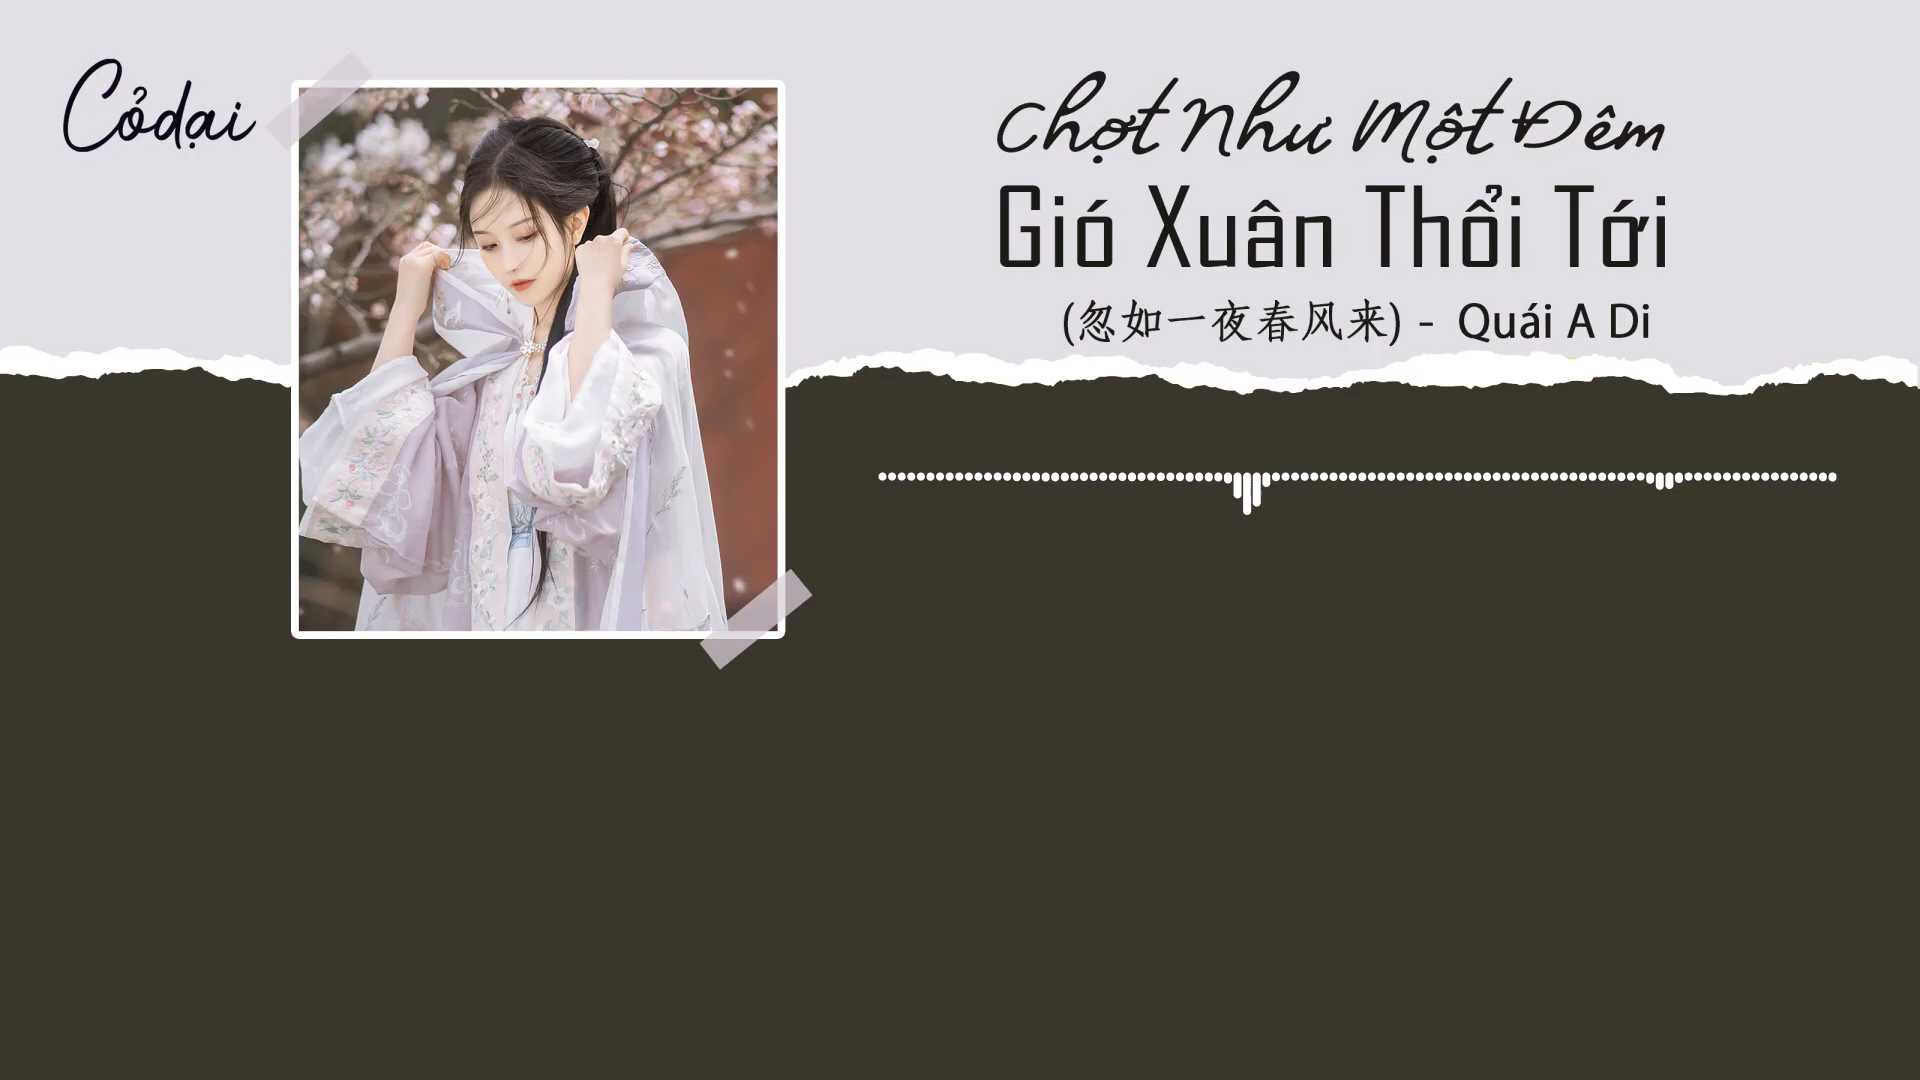 Cỏdại
Chợt Như Một Đêm
Gió Xuân Thổi Tới
(忽如一夜春风来) - Quái A Di